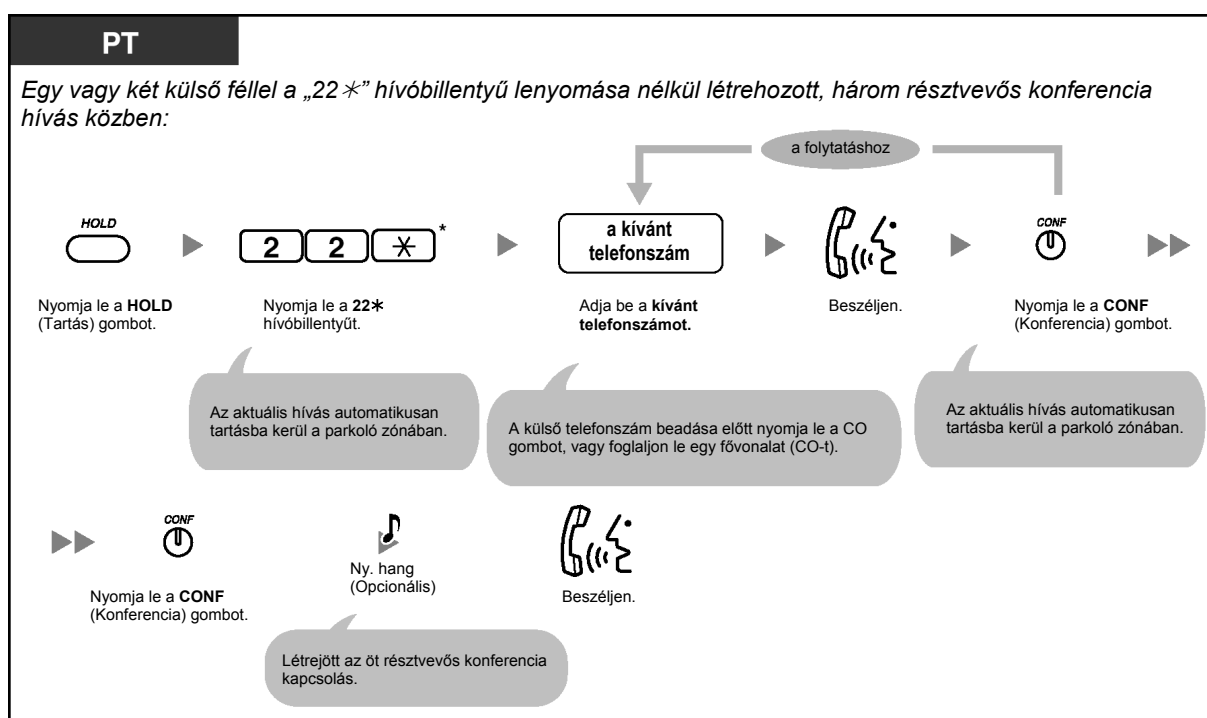 PT
Egy vagy két külső féllel a „22✳” hívóbillentyű lenyomása nélkül létrehozott, három résztvevős konferencia
hívás közben:
a folytatáshoz
HOLD
2 2 ✳ *
a kívánt
telefonszám
CONF
Nyomja le a HOLD
(Tartás) gombot.
Nyomja le a 22✳
hívóbillentyűt.
Adja be a kívánt
telefonszámot.
Beszéljen.
Nyomja le a CONF
(Konferencia) gombot.
Az aktuális hívás automatikusan
tartásba kerül a parkoló zónában.
A külső telefonszám beadása előtt nyomja le a CO
gombot, vagy foglaljon le egy fővonalat (CO-t).
Az aktuális hívás automatikusan
tartásba kerül a parkoló zónában.
CONF
Nyomja le a CONF
(Konferencia) gombot.
Ny. hang
(Opcionális)
Beszéljen.
Létrejött az öt résztvevős konferencia
kapcsolás.